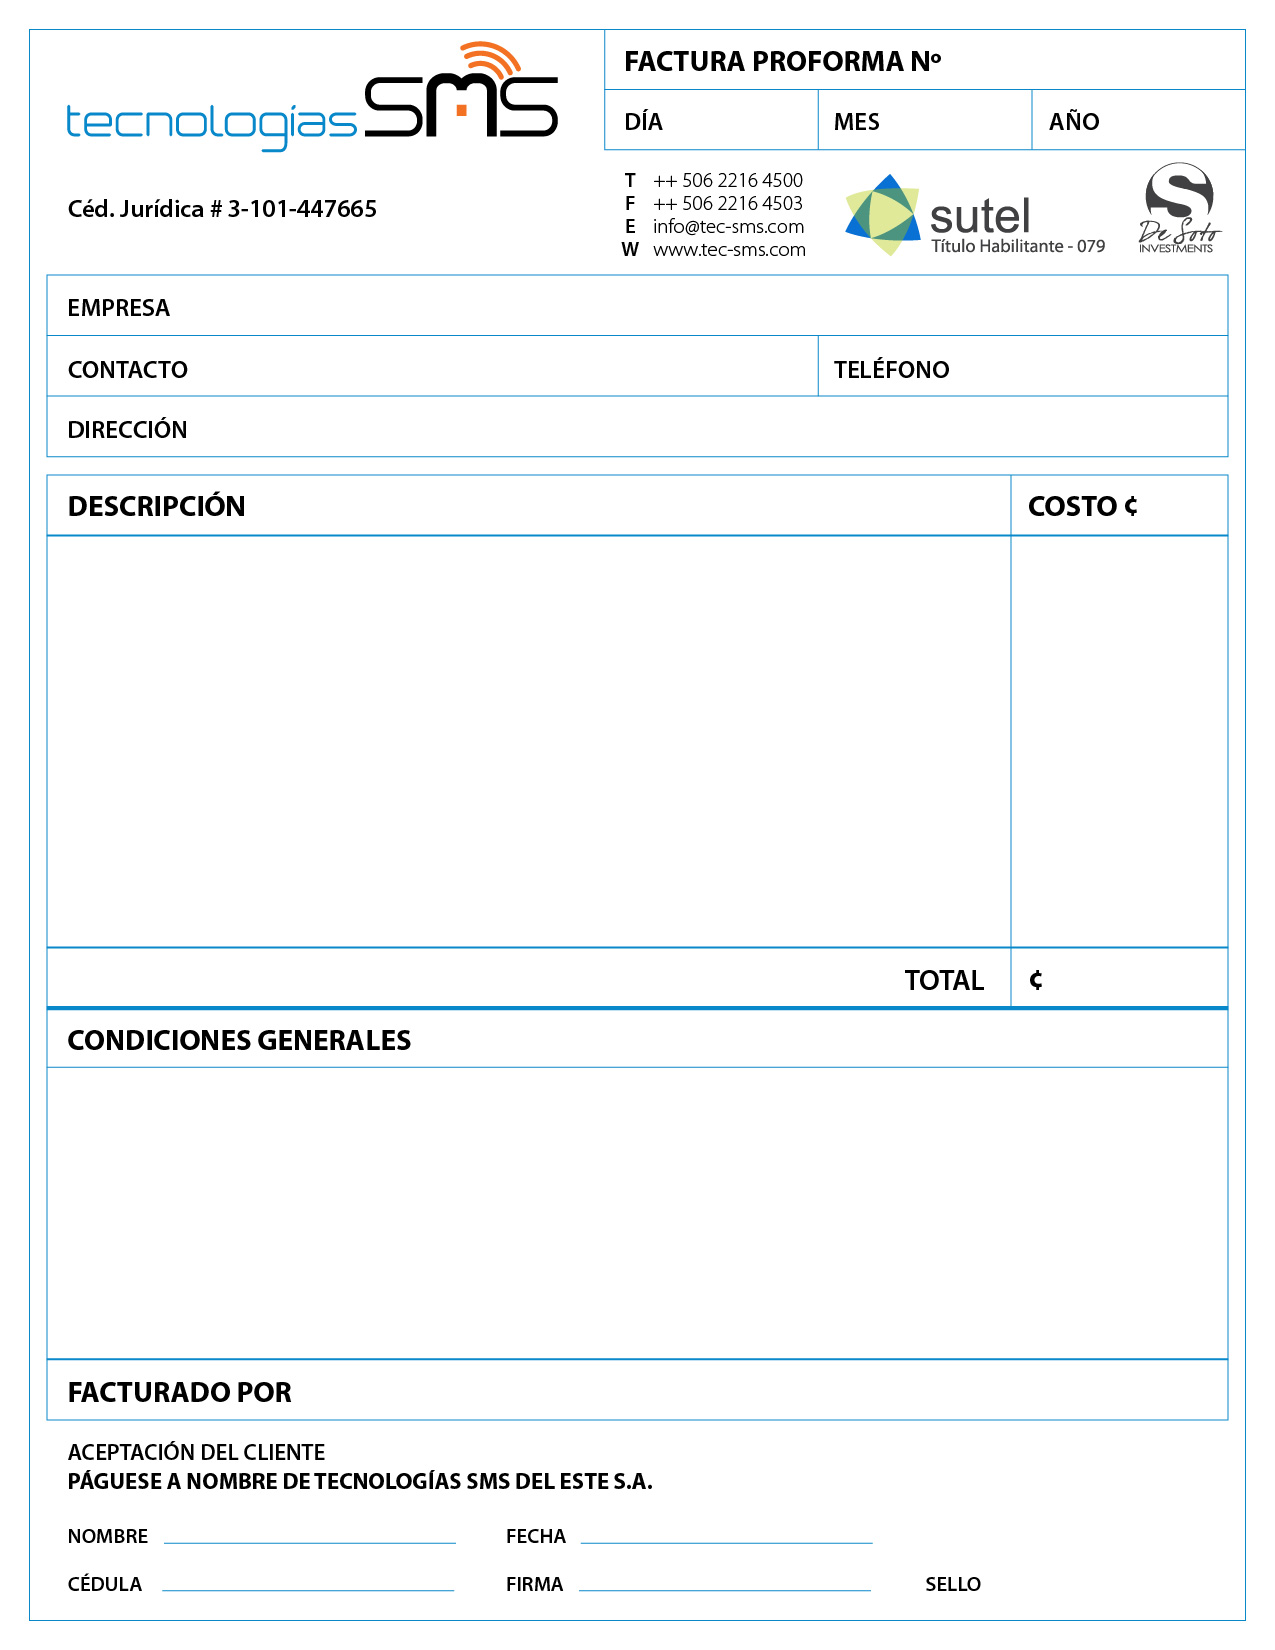 tecnologías SMS
FACTURA PROFORMA Nº
DÍA MES AÑO
Céd. Jurídica # 3-101-447665
T ++ 506 2216 4500
F ++ 506 2216 4503
E info@tec-sms.com
W www.tec-sms.com
sutel
Título Habilitante - 079
S
De Soto
INVESTMENTS
EMPRESA
CONTACTO TELÉFONO
DIRECCIÓN
DESCRIPCIÓN COSTO ¢
TOTAL ¢
CONDICIONES GENERALES
FACTURADO POR
ACEPTACIÓN DEL CLIENTE
PÁGUESE A NOMBRE DE TECNOLOGÍAS SMS DEL ESTE S.A.
NOMBRE FECHA
CÉDULA FIRMA SELLO